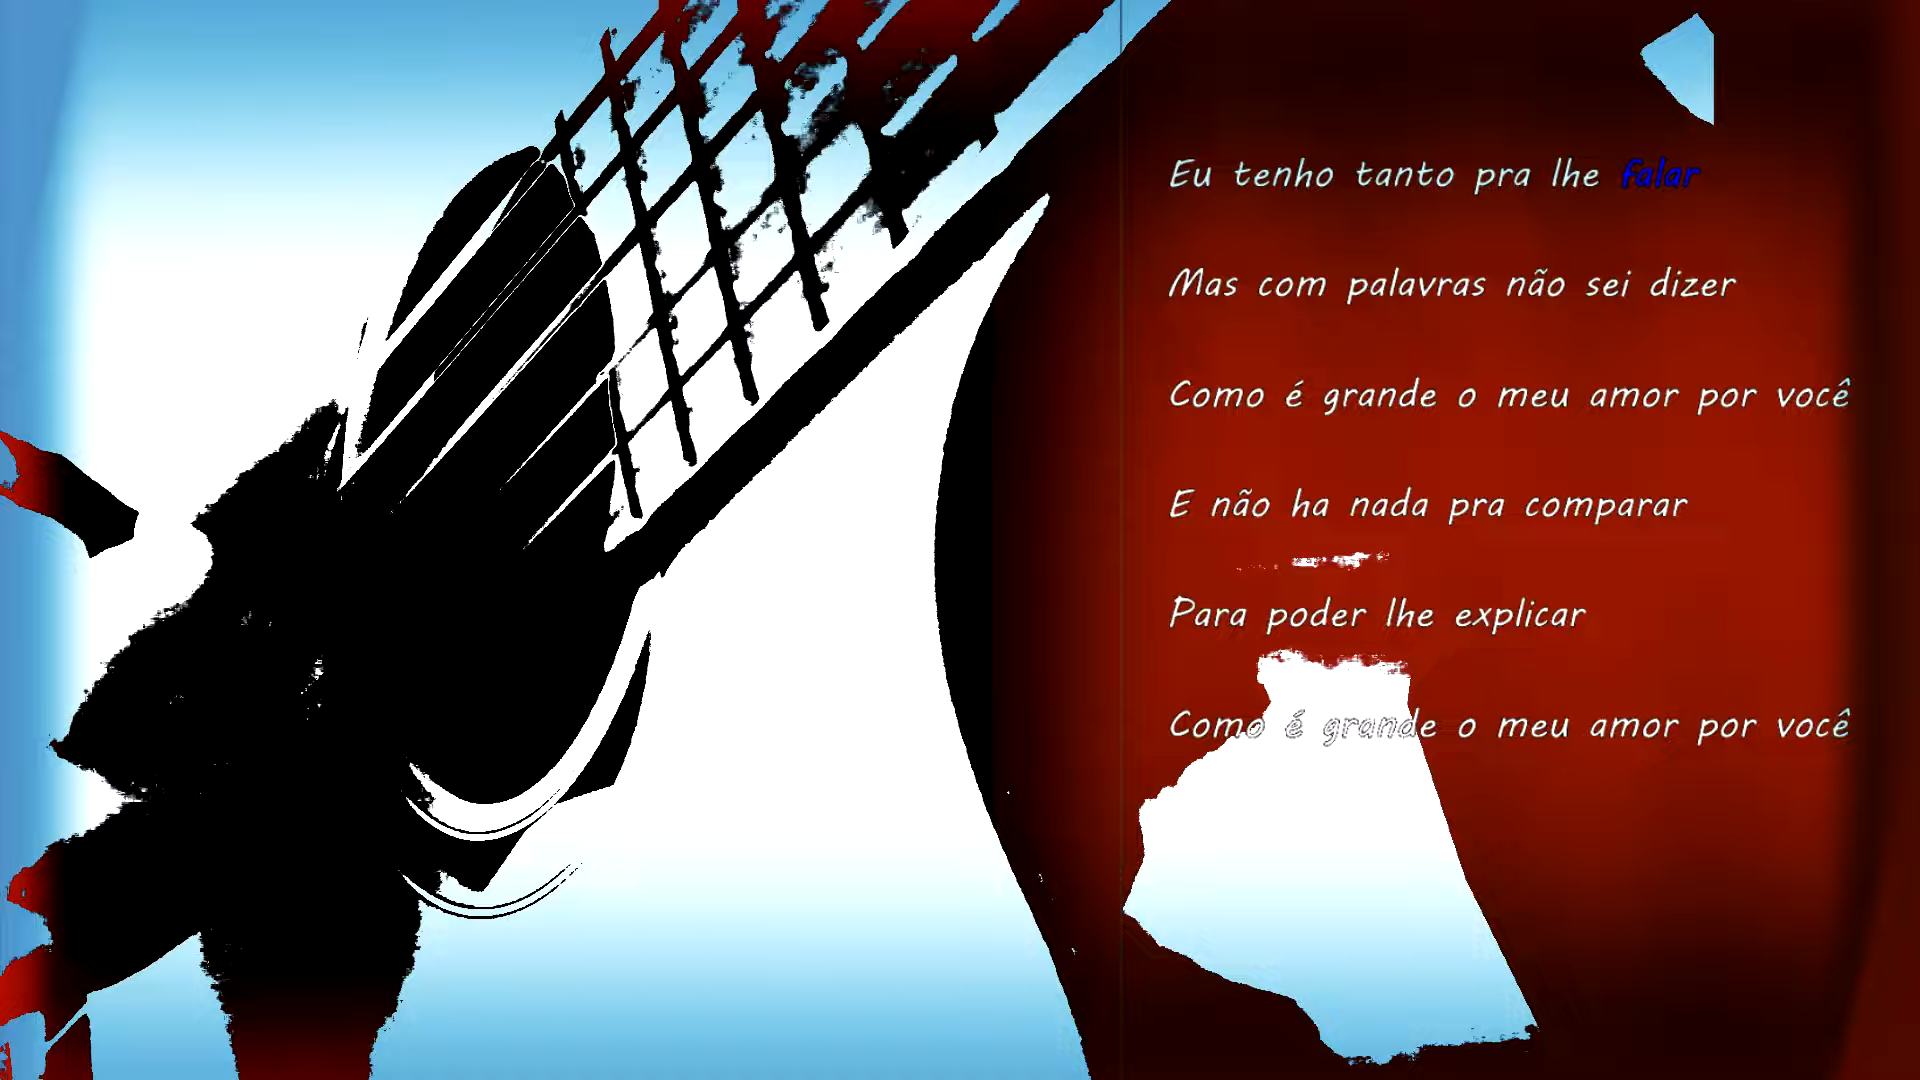 Eu tenho tanto pra lhe falar
Mas com palavras não sei dizer
Como é grande o meu amor por você
E não ha nada pra comparar
Para poder lhe explicar
Como é grande o meu amor por você